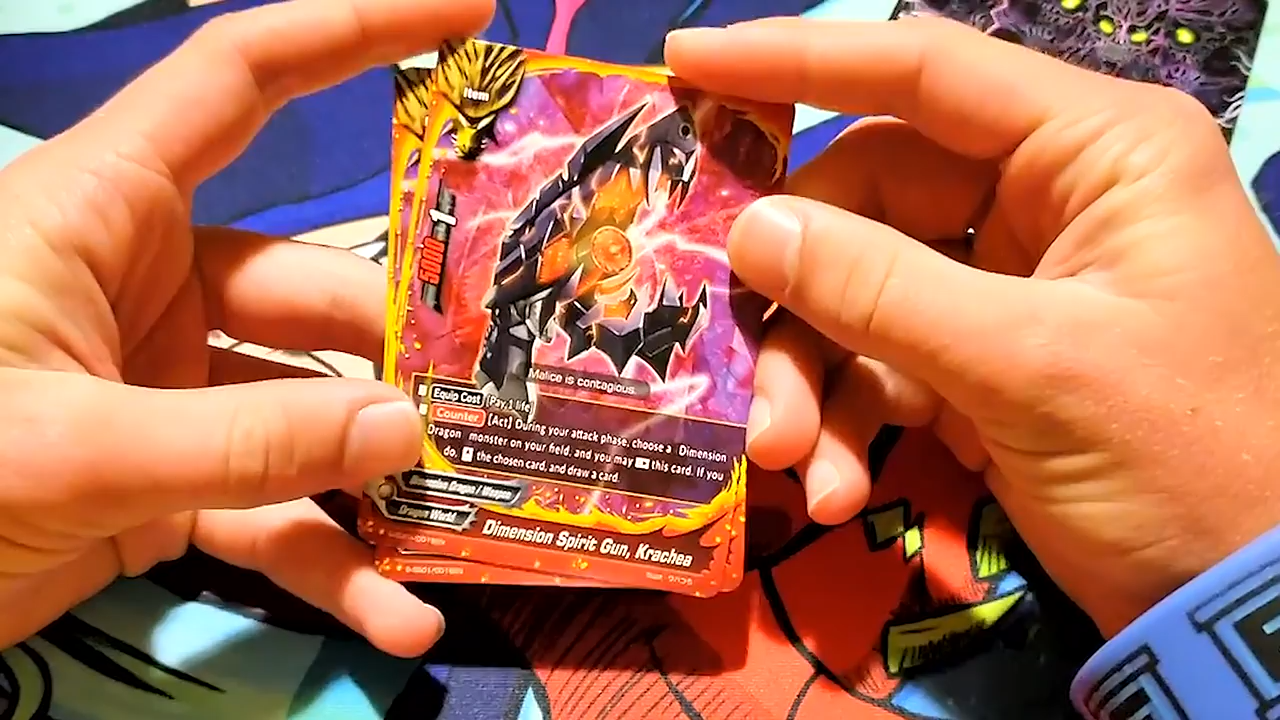 Item
5000 1
Malice is contagious.
Equip Cost [Pay 1 life]
Counter [Act] During your attack phase, choose a Dimension
Dragon monster on your field, and you may this card. If you
do, the chosen card, and draw a card.
Dimension Dragon / Weapon
Dragon World
Dimension Spirit Gun, Krachea